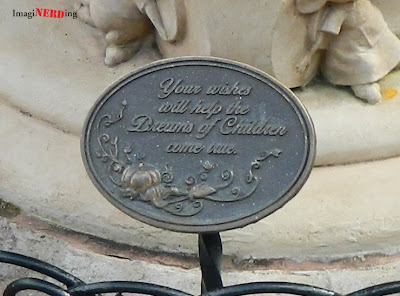 ImagiNERDing
Your wishes
will help the
Dreams of Children
come true.